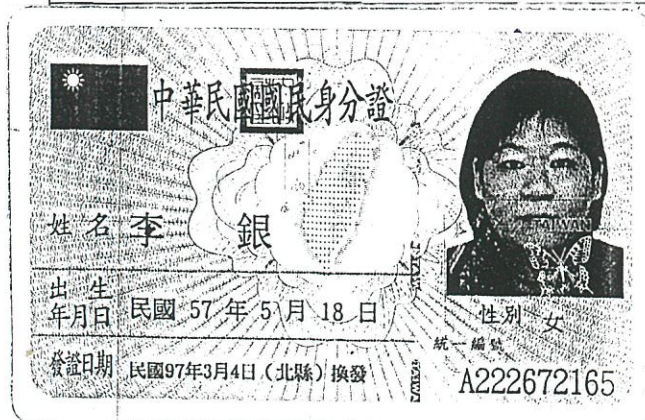 中華民國國民身分證
姓名 李 銀
TAIWAN
出生年月日 民國 57 年 5 月 18 日
性別 女
統一編號
發證日期 民國97年3月4日（北縣）換發
A222672165